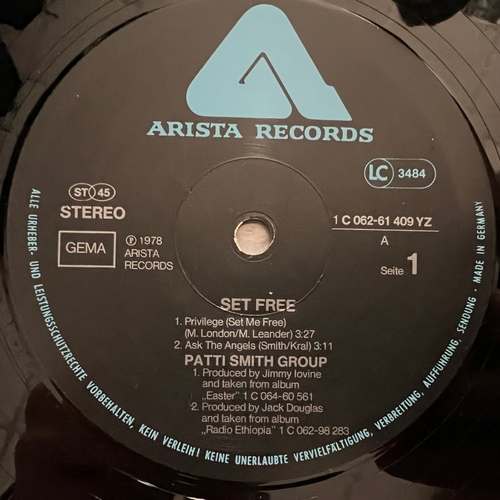 ARISTA RECORDS
LC 3484
ST 45
STEREO
GEMA
℗ 1978
ARISTA
RECORDS
1 C 062-61 409 YZ
A
Seite 1
SET FREE
1. Privilege (Set Me Free)
(M. London/M. Leander) 3:27
2. Ask The Angels (Smith/Kral) 3:11
PATTI SMITH GROUP
1. Produced by Jimmy Iovine
and taken from album
„Easter" 1 C 064-60 561
2. Produced by Jack Douglas
and taken from album
„Radio Ethiopia" 1 C 062-98 283
ALLE URHEBER- UND LEISTUNGSSCHUTZRECHTE VORBEHALTEN, KEIN VERLEIH! KEINE UNERLAUBTE VERVIELFÄLTIGUNG, VERBREITUNG, AUFFÜHRUNG, SENDUNG · MADE IN GERMANY